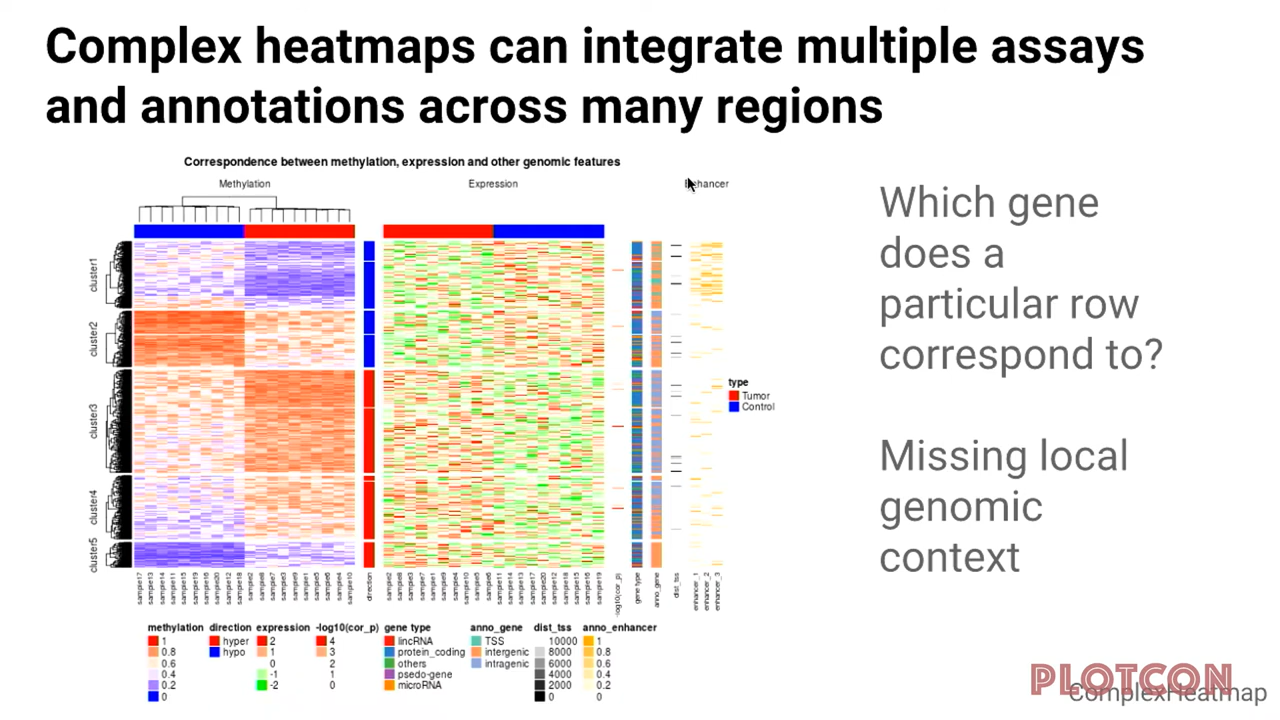 Complex heatmaps can integrate multiple assays
and annotations across many regions
Correspondence between methylation, expression and other genomic features
Methylation
Expression
Enhancer
cluster1
cluster2
cluster3
cluster4
cluster5
direction
-log10(cor_p)
gene type
anno_gene
dist_tss
enhancer_1
enhancer_2
enhancer_3
type
Tumor
Control
methylation
1
0.8
0.6
0.4
0.2
0
direction
hyper
hypo
expression
2
1
0
-1
-2
-log10(cor_p)
4
3
2
1
0
gene type
lincRNA
protein_coding
others
psedo-gene
microRNA
anno_gene
TSS
intergenic
intragenic
dist_tss
10000
8000
6000
4000
2000
0
anno_enhancer
1
0.8
0.6
0.4
0.2
0
Which gene
does a
particular row
correspond to?
Missing local
genomic
context
PLOTCON
ComplexHeatmap